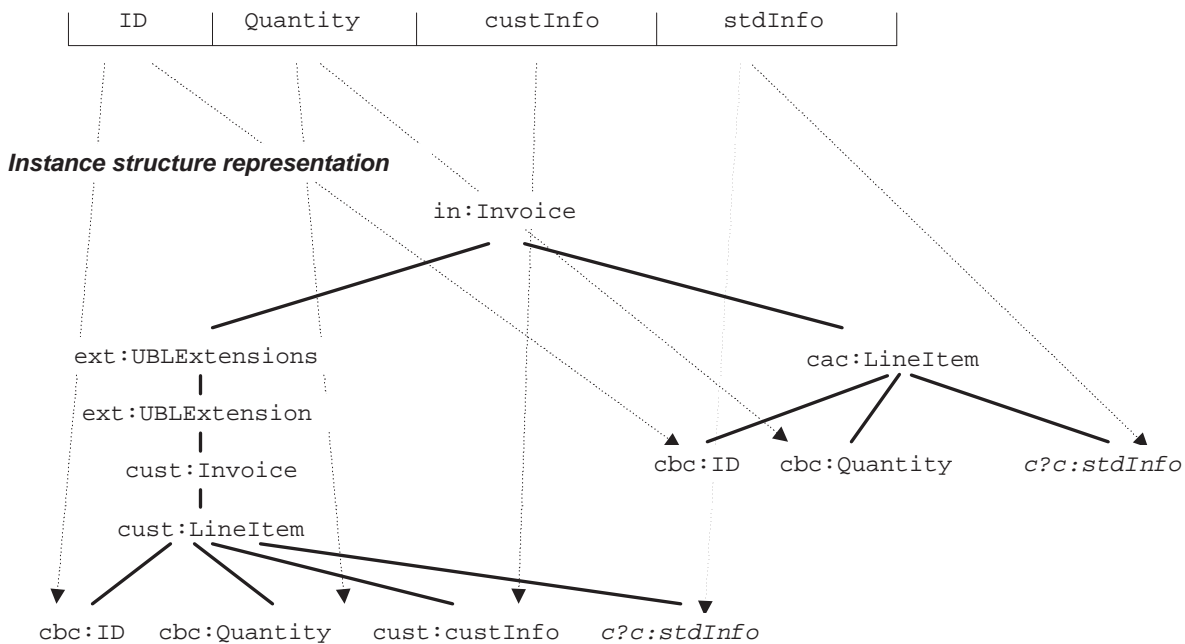 ID Quantity custInfo stdInfo
Instance structure representation
in:Invoice
ext:UBLExtensions cac:LineItem
ext:UBLExtension
cbc:ID cbc:Quantity c?c:stdInfo
cust:Invoice
cust:LineItem
cbc:ID cbc:Quantity cust:custInfo c?c:stdInfo